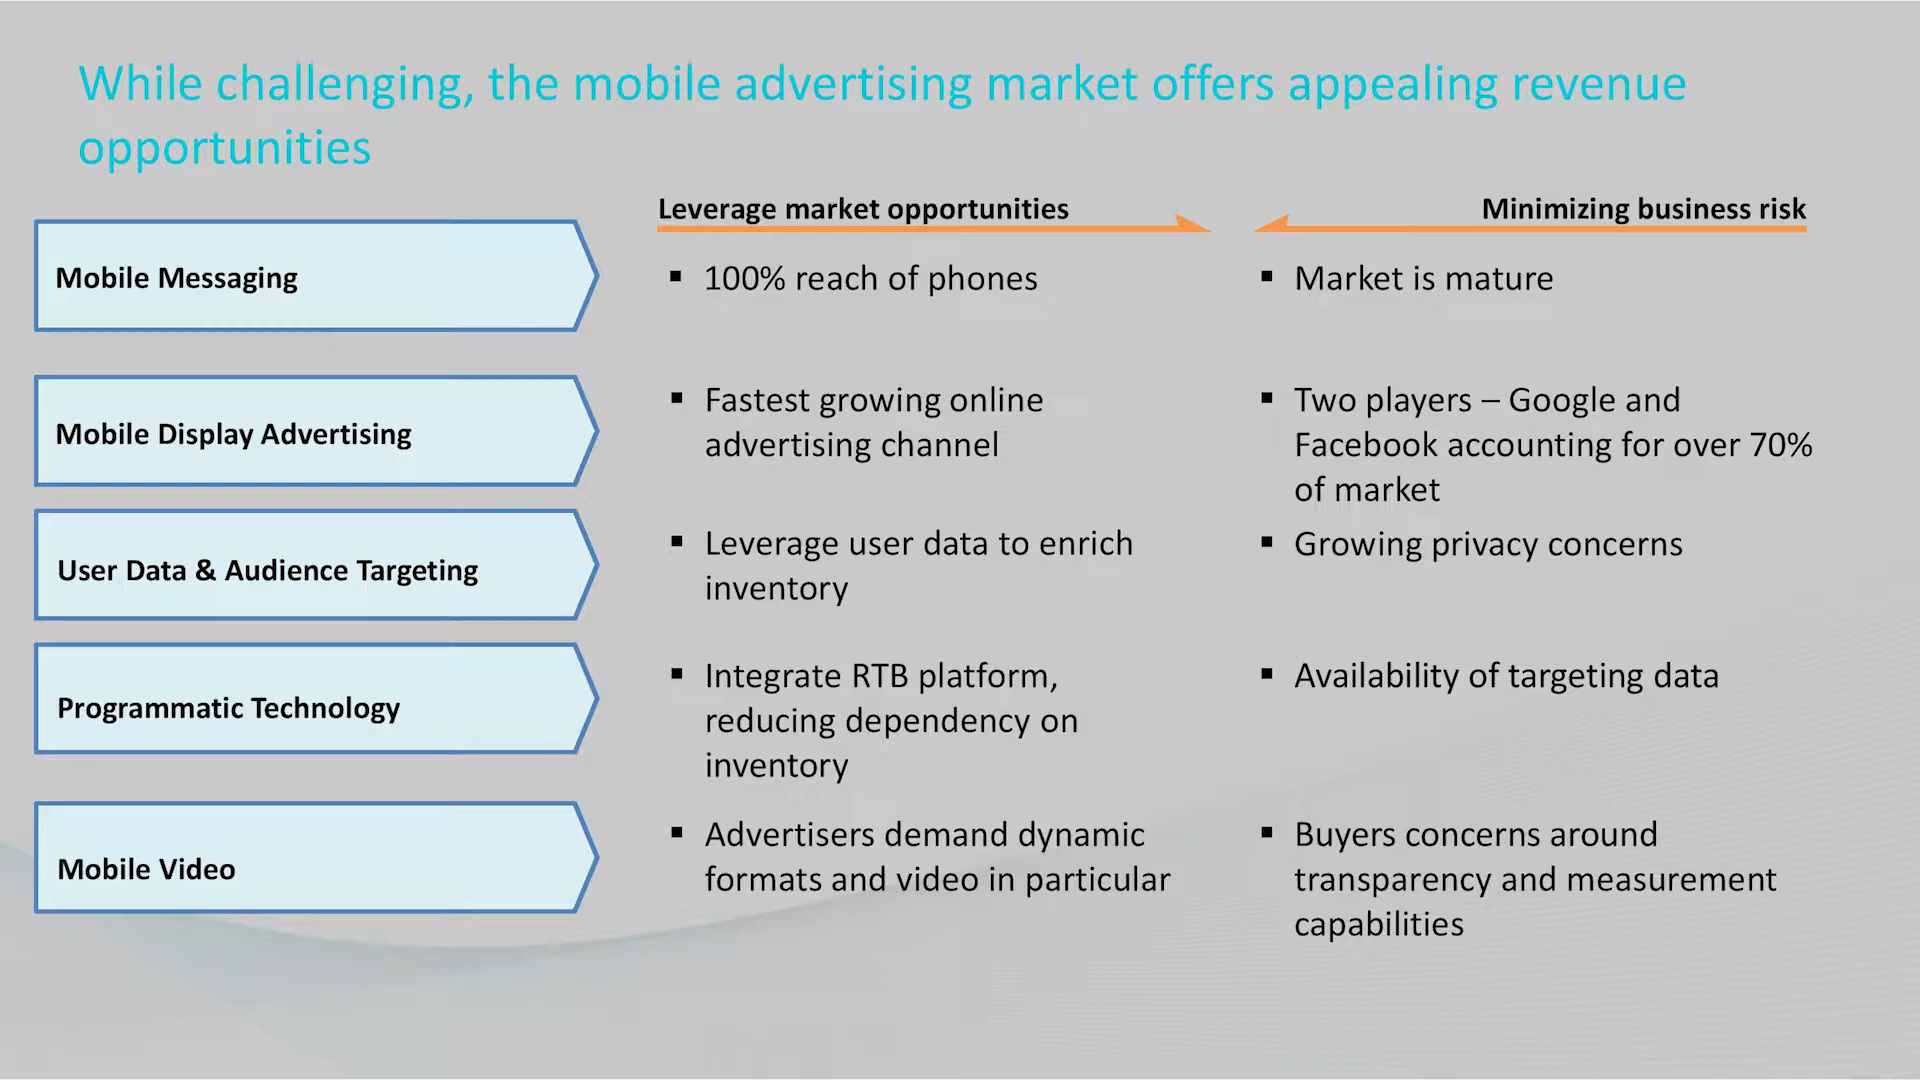 While challenging, the mobile advertising market offers appealing revenue
opportunities
Leverage market opportunities
Minimizing business risk
Mobile Messaging
▪ 100% reach of phones
▪ Market is mature
Mobile Display Advertising
▪ Fastest growing online
advertising channel
▪ Two players – Google and
Facebook accounting for over 70%
of market
User Data & Audience Targeting
▪ Leverage user data to enrich
inventory
▪ Growing privacy concerns
Programmatic Technology
▪ Integrate RTB platform,
reducing dependency on
inventory
▪ Availability of targeting data
Mobile Video
▪ Advertisers demand dynamic
formats and video in particular
▪ Buyers concerns around
transparency and measurement
capabilities